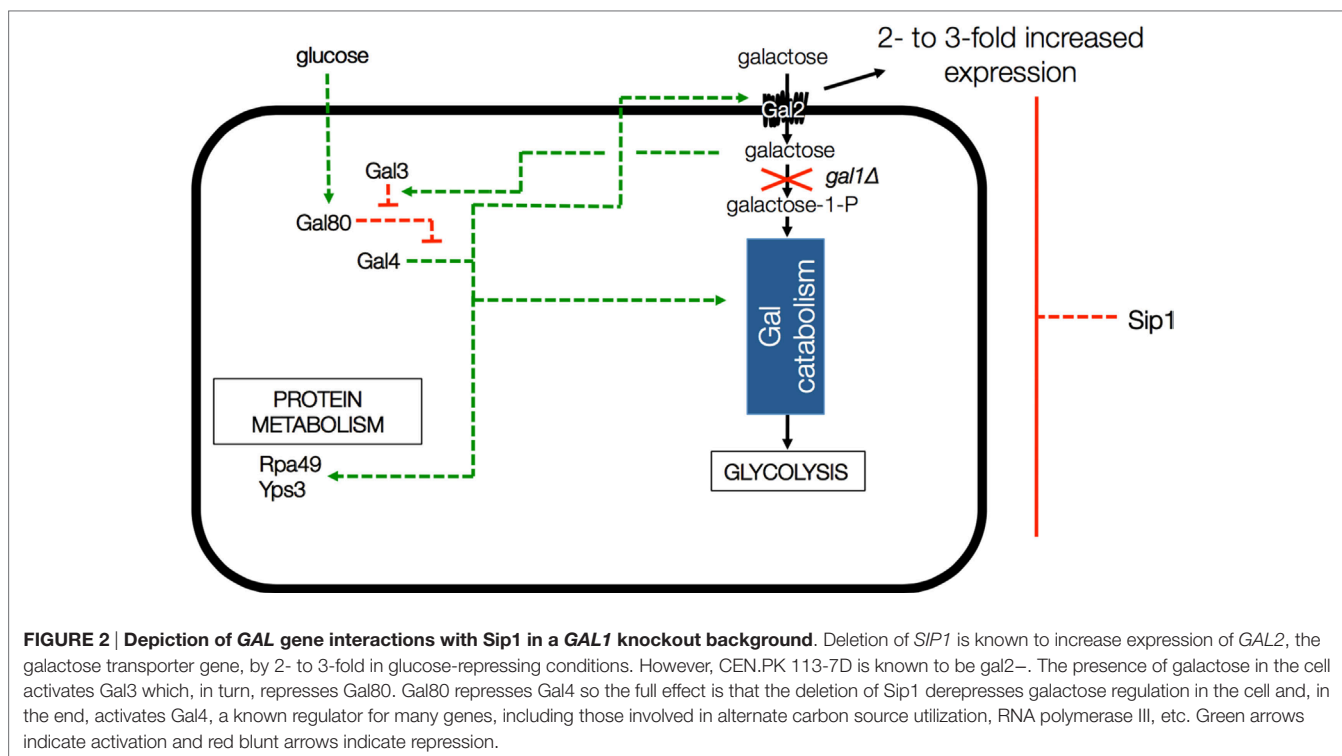 glucose
galactose
2- to 3-fold increased
expression
Gal2
galactose
gal1Δ
galactose-1-P
Gal3
Gal80
Gal4
Gal
catabolism
Sip1
PROTEIN
METABOLISM
Rpa49
Yps3
GLYCOLYSIS
FIGURE 2 | Depiction of GAL gene interactions with Sip1 in a GAL1 knockout background. Deletion of SIP1 is known to increase expression of GAL2, the
galactose transporter gene, by 2- to 3-fold in glucose-repressing conditions. However, CEN.PK 113-7D is known to be gal2−. The presence of galactose in the cell
activates Gal3 which, in turn, represses Gal80. Gal80 represses Gal4 so the full effect is that the deletion of Sip1 derepresses galactose regulation in the cell and, in
the end, activates Gal4, a known regulator for many genes, including those involved in alternate carbon source utilization, RNA polymerase III, etc. Green arrows
indicate activation and red blunt arrows indicate repression.